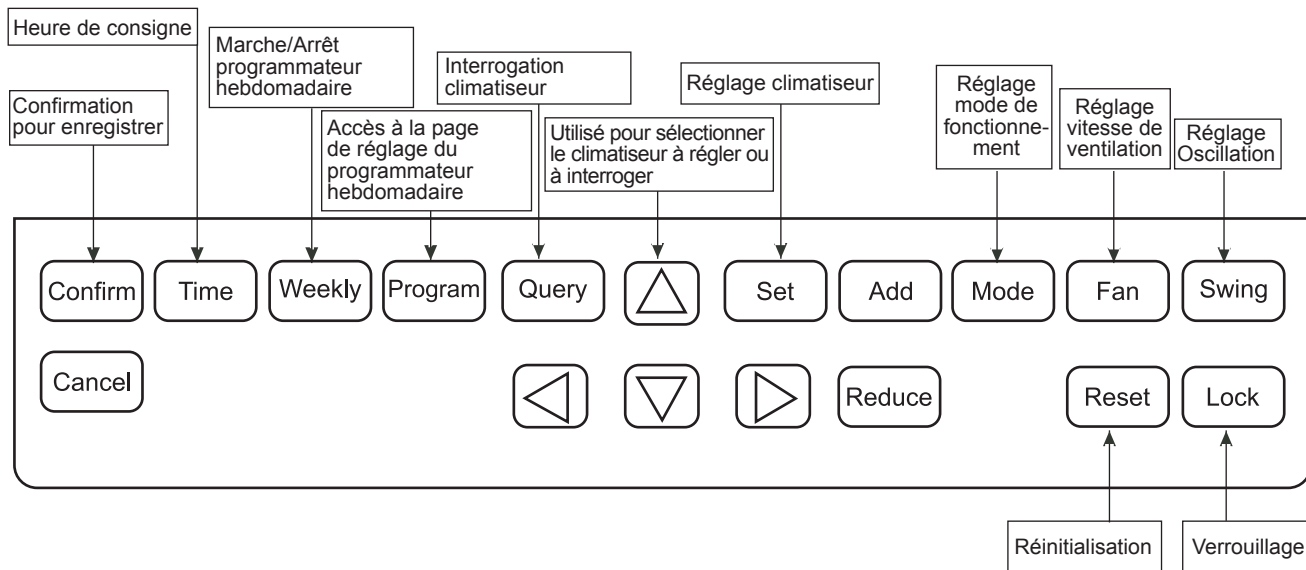 Heure de consigne
Marche/Arrêt
programmateur
hebdomadaire
Interrogation
climatiseur
Réglage climatiseur
Réglage
mode de
fonctionne-
ment
Réglage
vitesse de
ventilation
Réglage
Oscillation
Confirmation
pour enregistrer
Accès à la page
de réglage du
programmateur
hebdomadaire
Utilisé pour sélectionner
le climatiseur à régler ou
à interroger
Confirm
Time
Weekly
Program
Query
Set
Add
Mode
Fan
Swing
Cancel
Reduce
Reset
Lock
Réinitialisation
Verrouillage